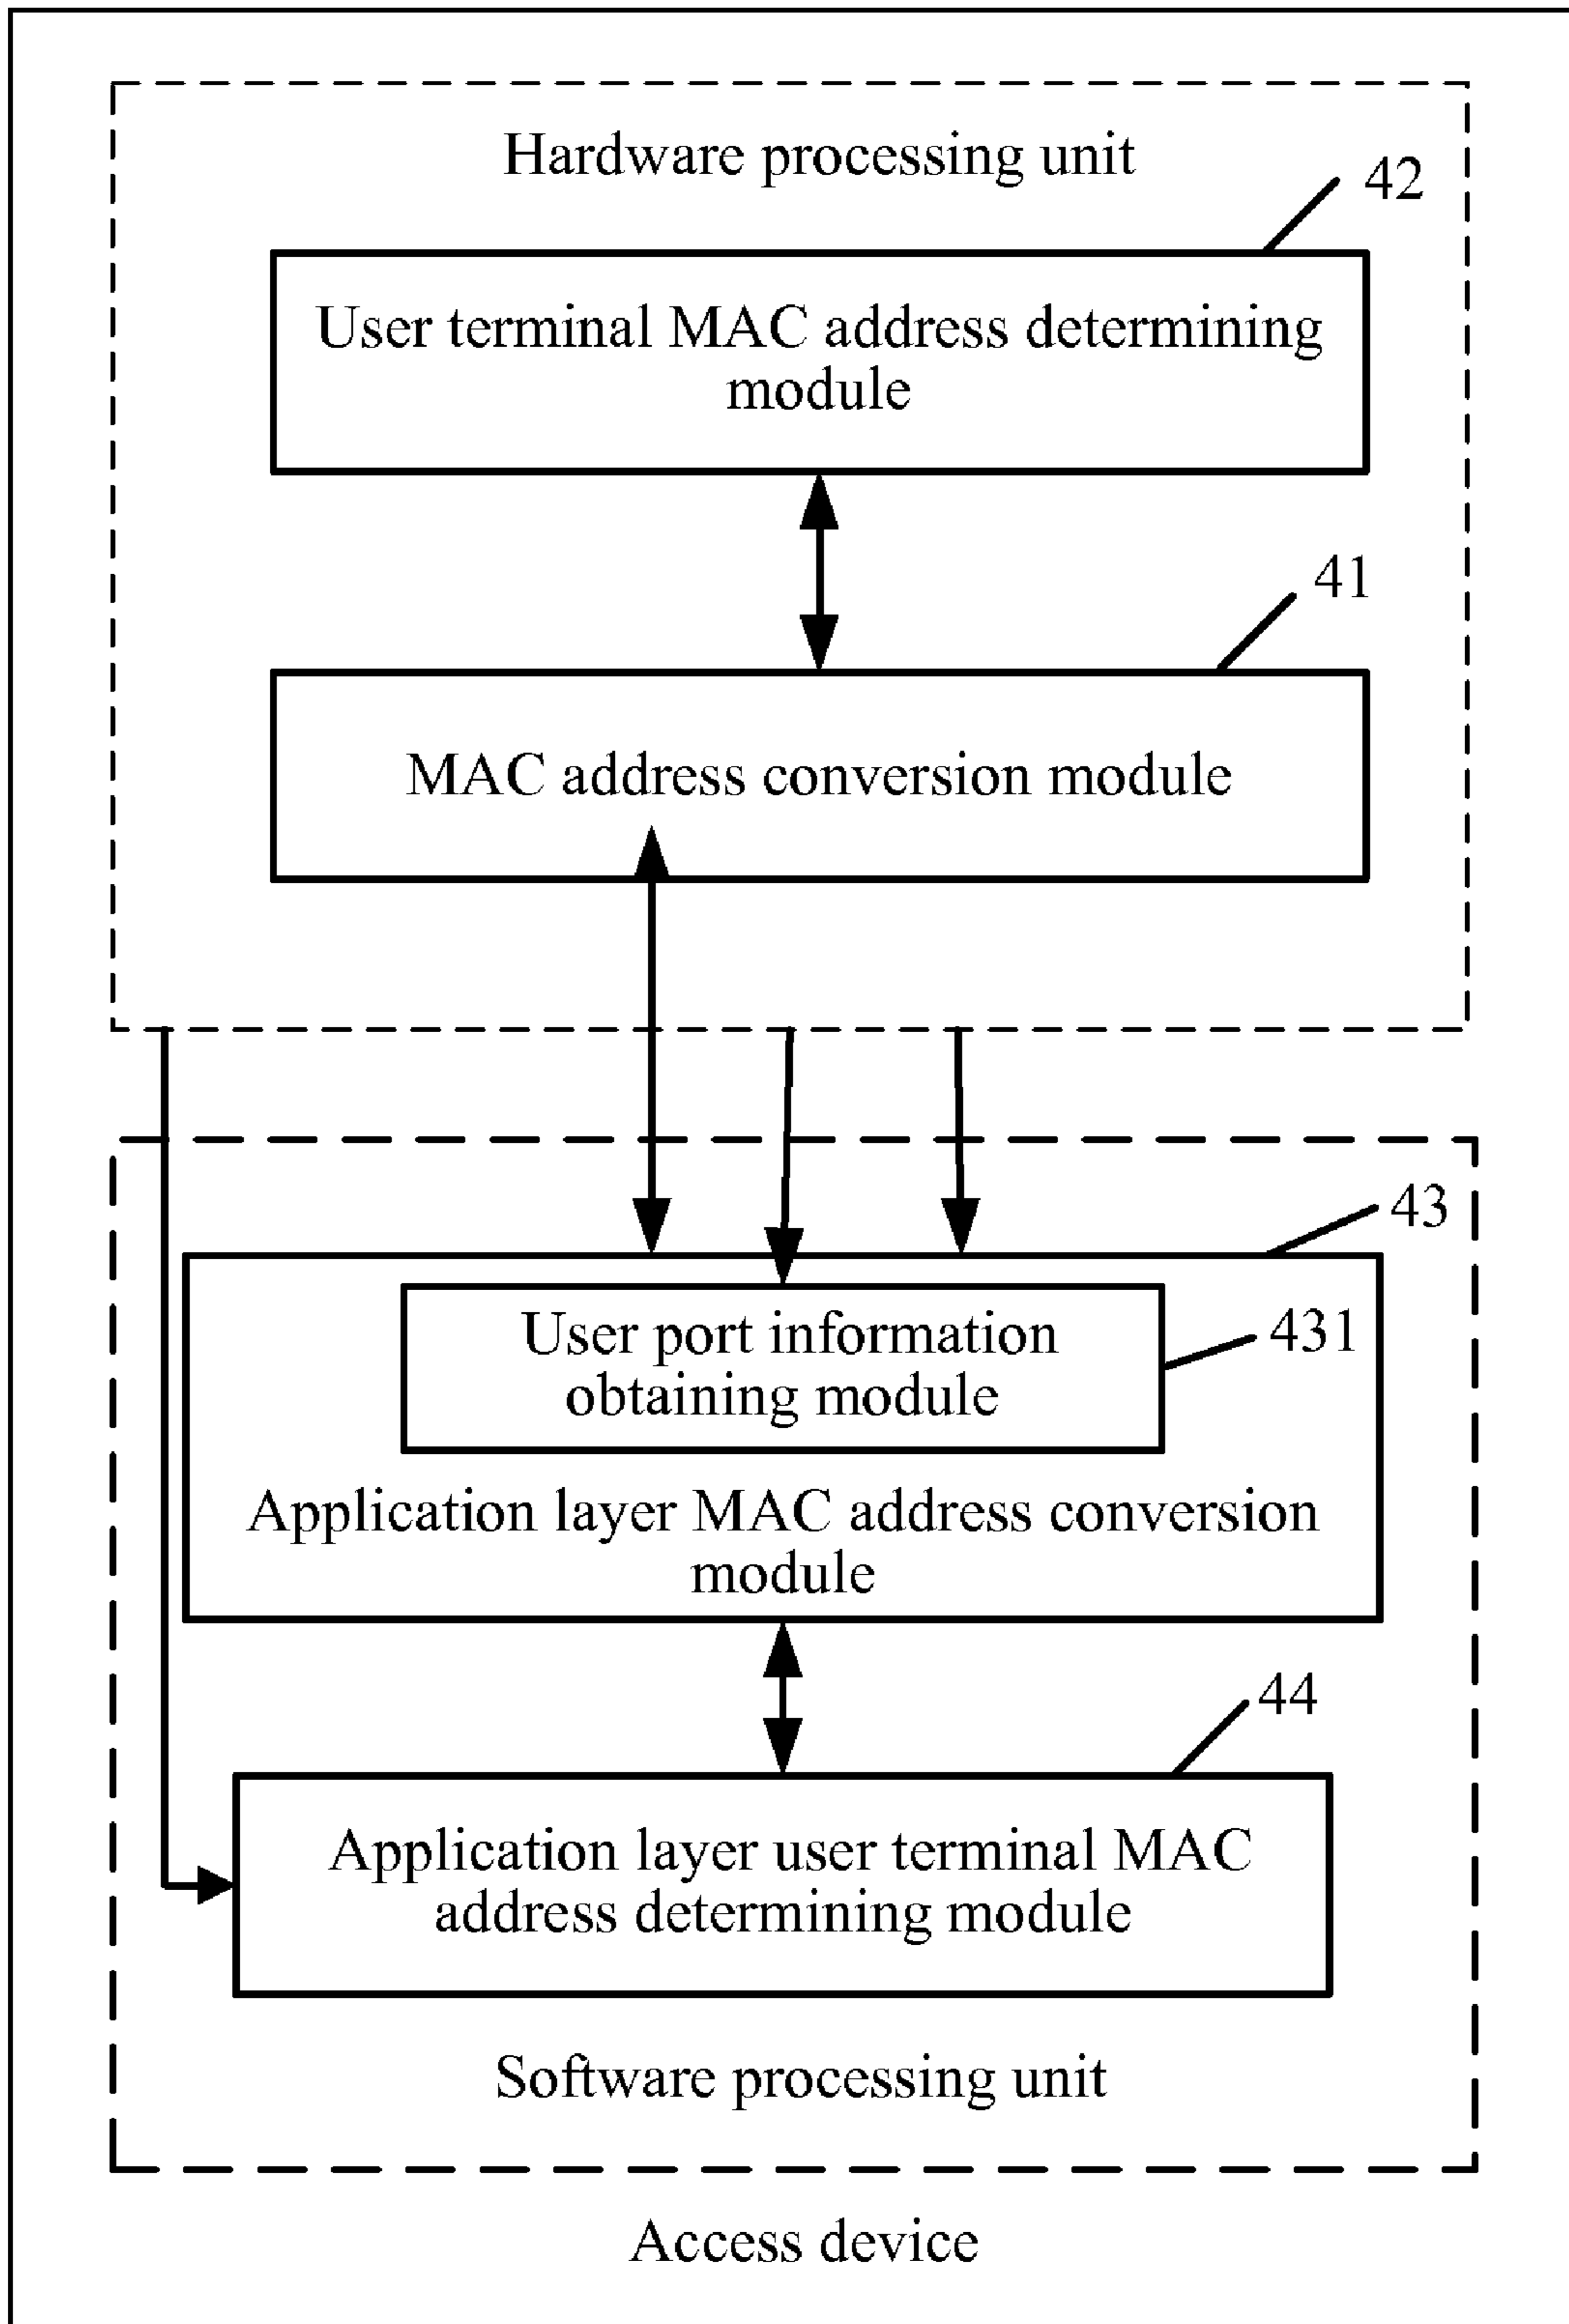 Hardware processing unit
42
User terminal MAC address determining
module
41
MAC address conversion module
43
User port information
obtaining module
431
Application layer MAC address conversion
module
44
Application layer user terminal MAC
address determining module
Software processing unit
Access device